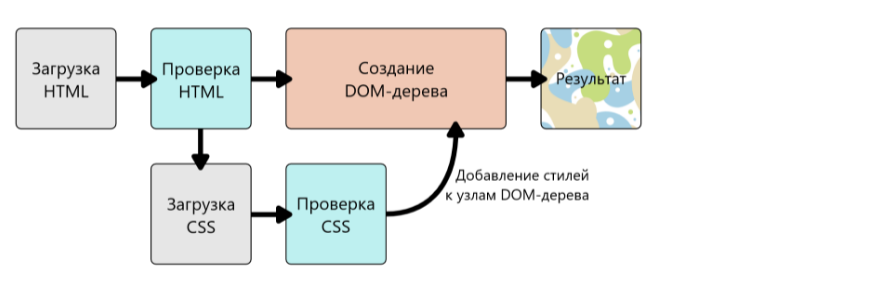 Загрузка
HTML
Проверка
HTML
Создание
DOM-дерева
Результат
Загрузка
CSS
Проверка
CSS
Добавление стилей
к узлам DOM-дерева